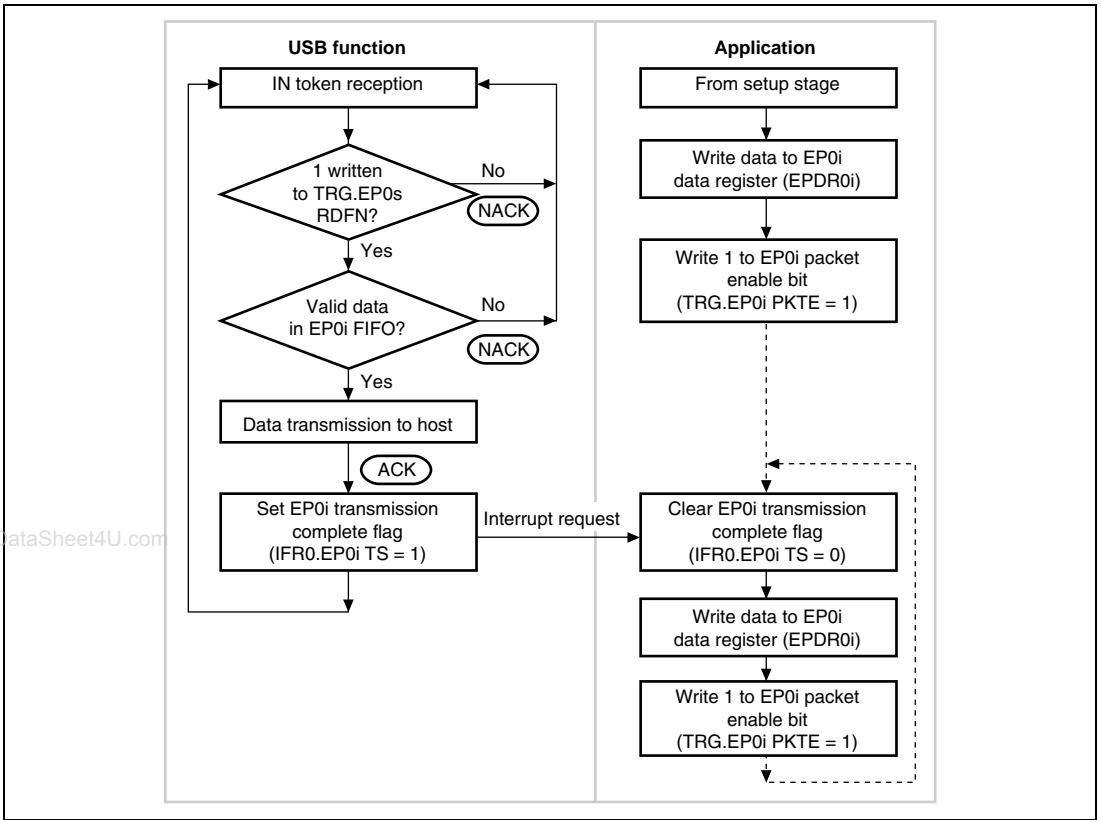 USB function
IN token reception
1 written
to TRG.EP0s
RDFN?
No
NACK
Yes
Valid data
in EP0i FIFO?
No
NACK
Yes
Data transmission to host
ACK
Set EP0i transmission
complete flag
(IFR0.EP0i TS = 1)
Interrupt request
Application
From setup stage
Write data to EP0i
data register (EPDR0i)
Write 1 to EP0i packet
enable bit
(TRG.EP0i PKTE = 1)
Clear EP0i transmission
complete flag
(IFR0.EP0i TS = 0)
Write data to EP0i
data register (EPDR0i)
Write 1 to EP0i packet
enable bit
(TRG.EP0i PKTE = 1)
DataSheet4U.com